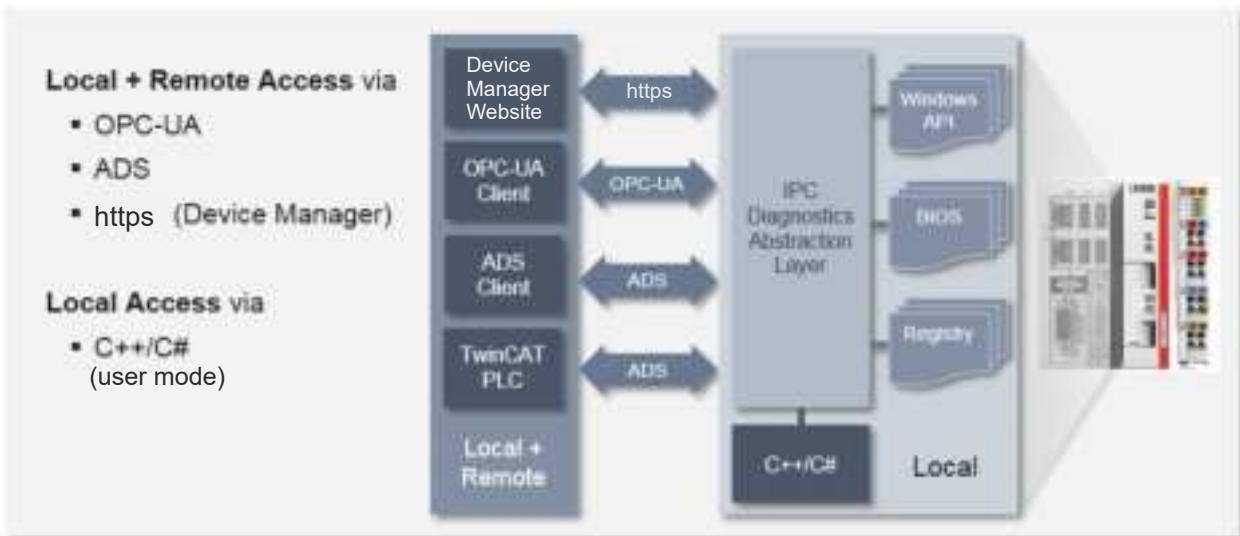 Local + Remote Access via
▪ OPC-UA
▪ ADS
▪ https (Device Manager)
Local Access via
▪ C++/C#
(user mode)
Device
Manager
Website
https
OPC-UA
Client
OPC-UA
ADS
Client
ADS
TwinCAT
PLC
ADS
Local +
Remote
IPC
Diagnostics
Abstraction
Layer
Windows
API
BIOS
Registry
C++/C#
Local